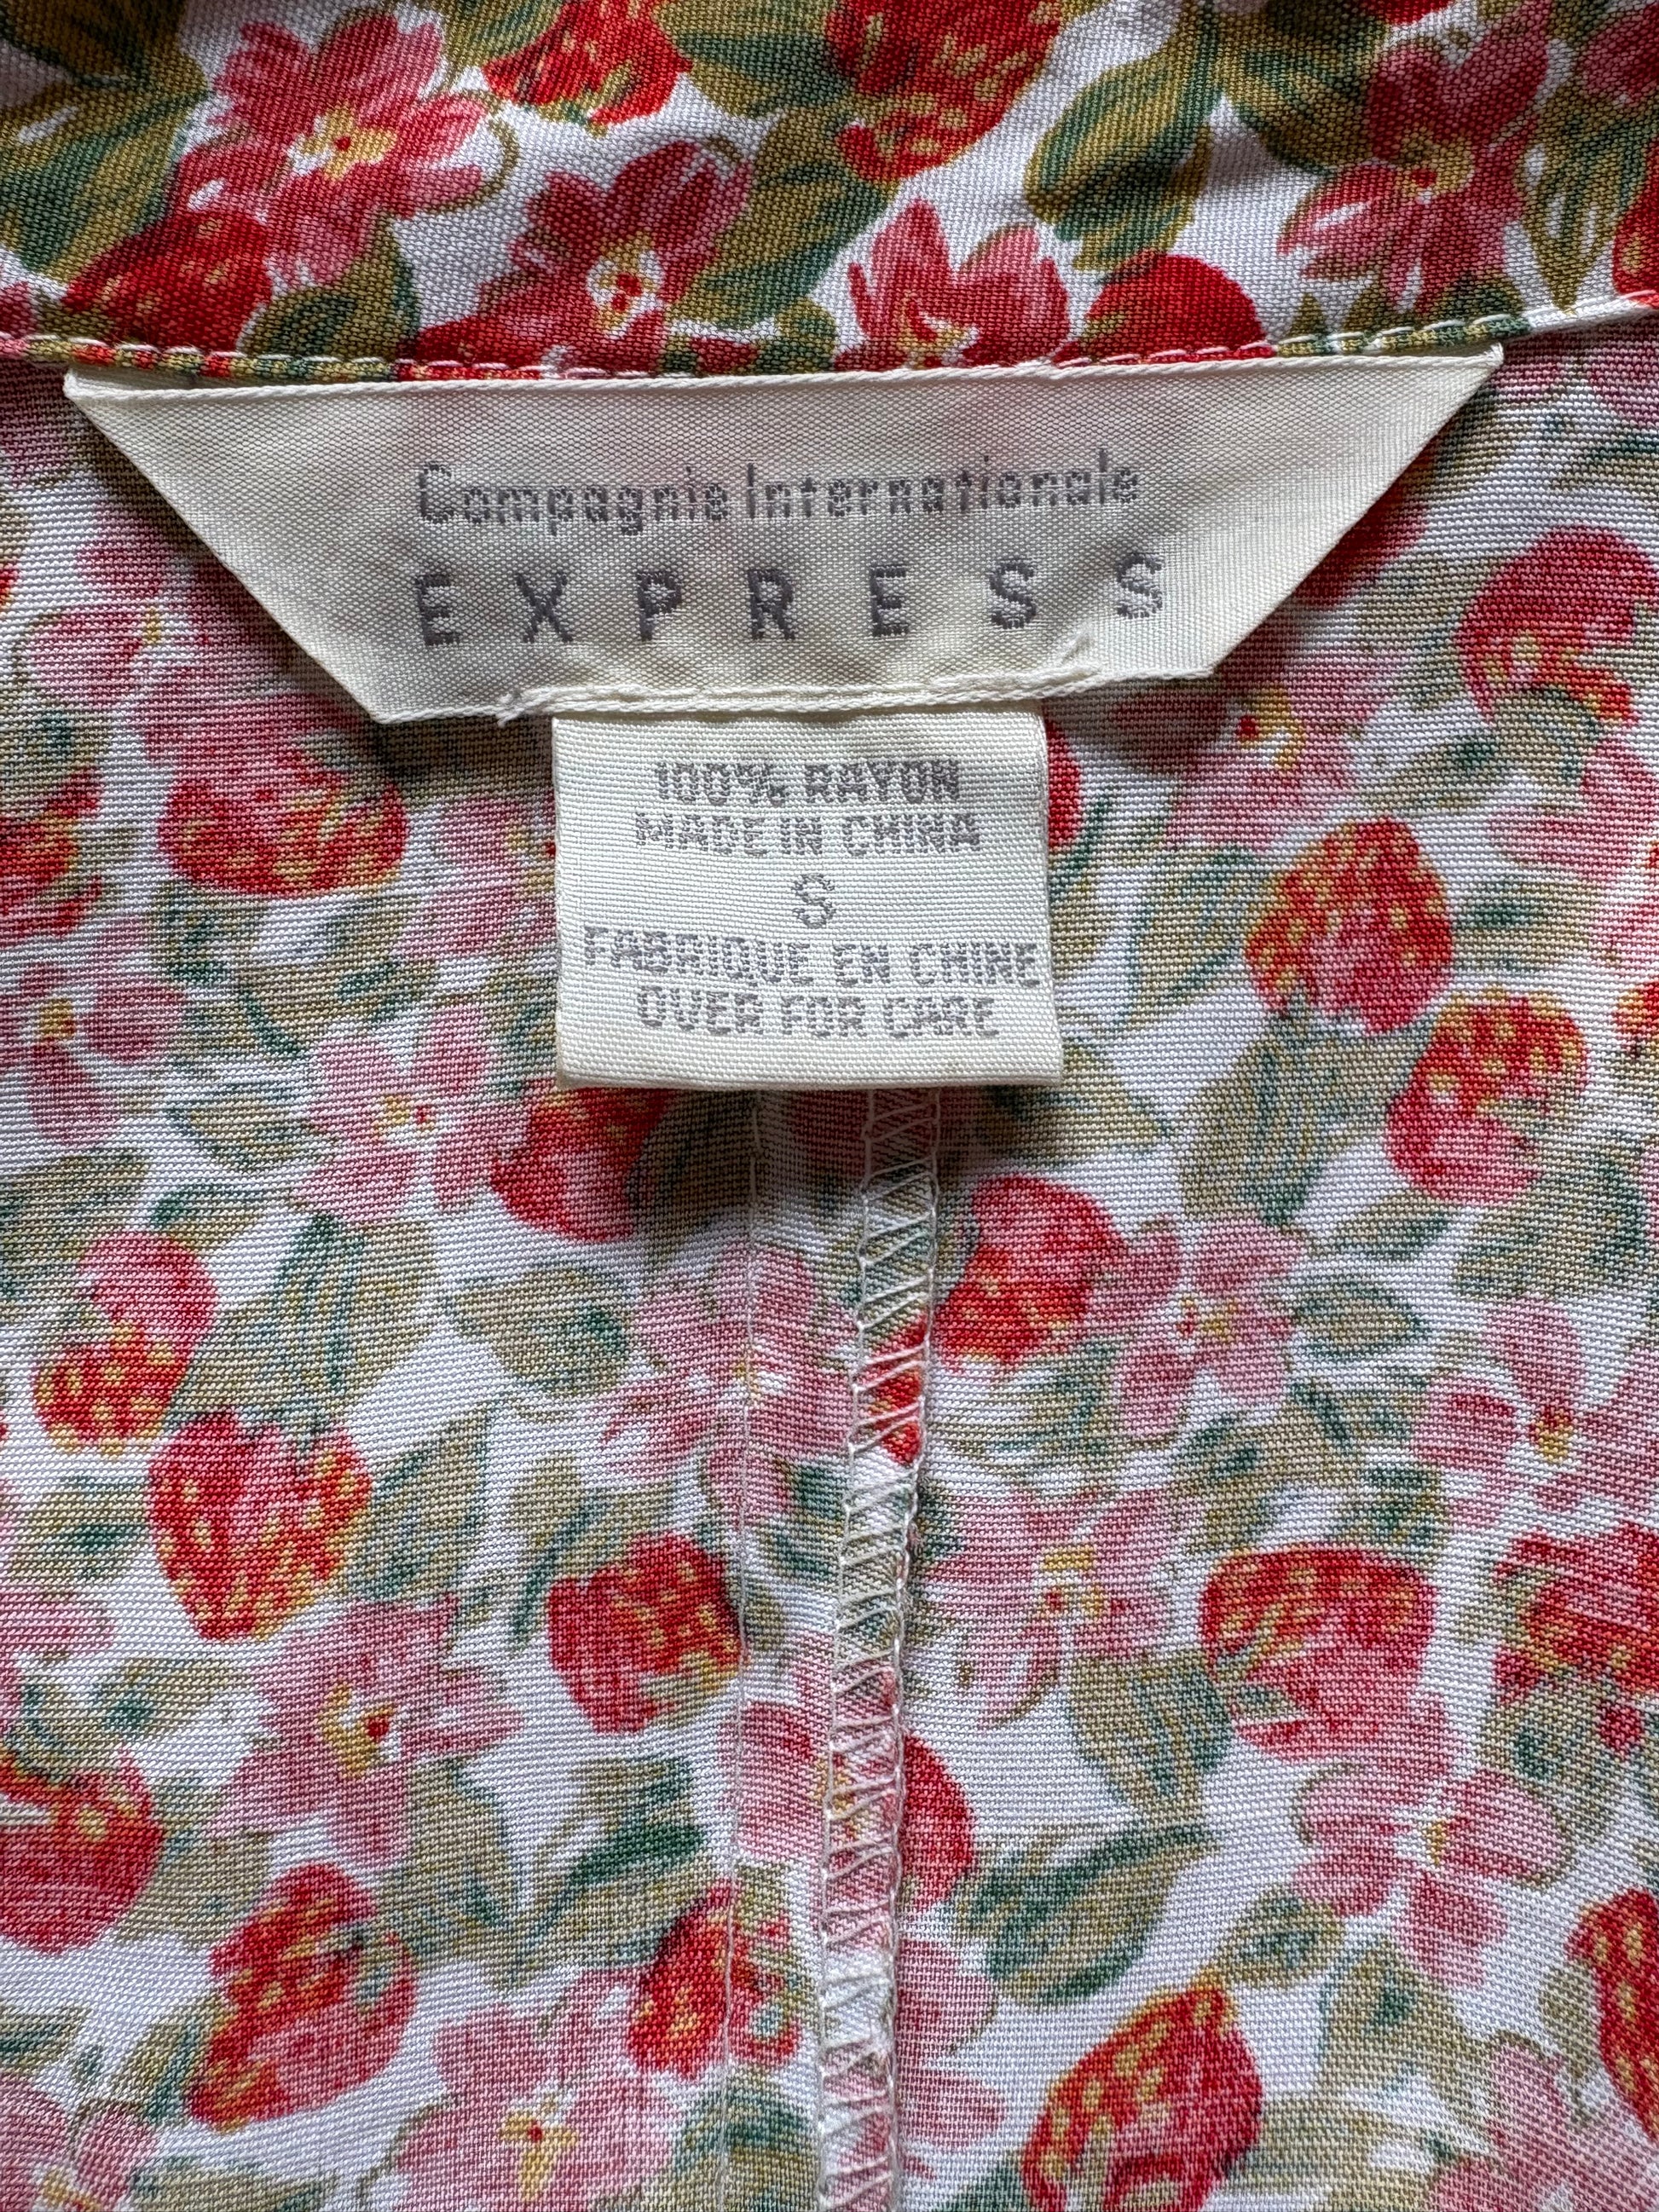 Compagnie Internationale
EXPRESS
100% RAYON
MADE IN CHINA
S
FABRIQUE EN CHINE
OVER FOR CARE